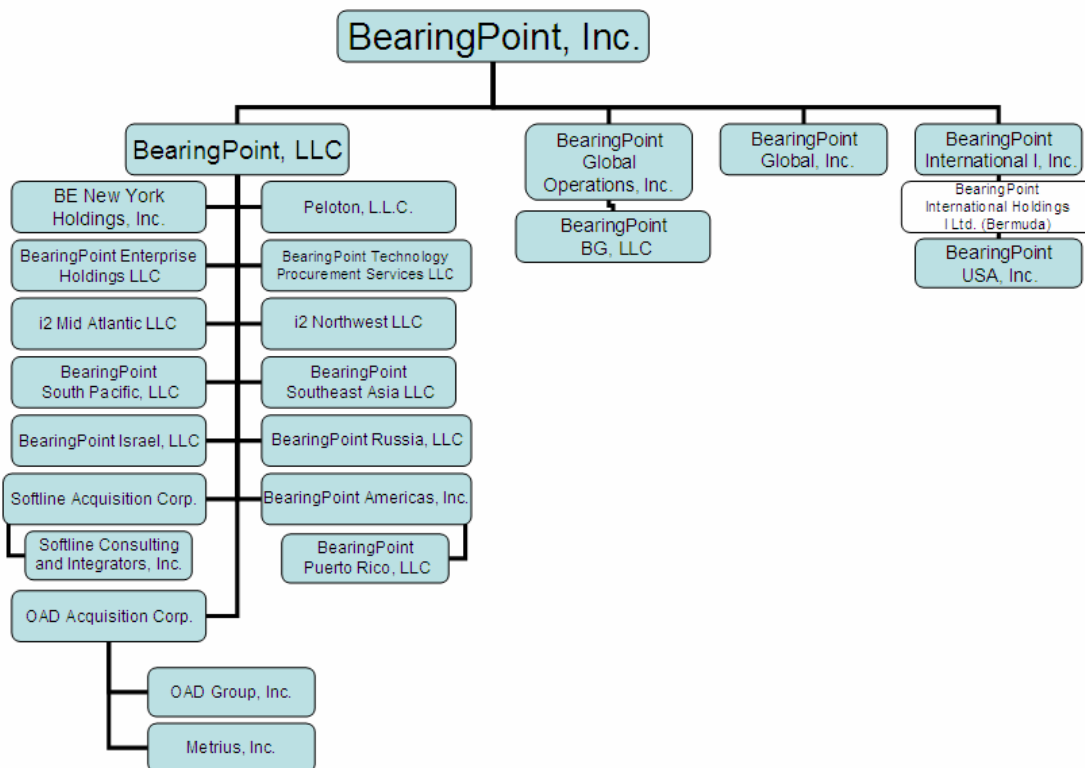 BearingPoint, Inc.
BearingPoint, LLC
BearingPoint
Global
Operations, Inc.
BearingPoint
Global, Inc.
BearingPoint
International I, Inc.
BE New York
Holdings, Inc.
Peloton, L.L.C.
BearingPoint
BG, LLC
BearingPoint
International Holdings
I Ltd. (Bermuda)
BearingPoint Enterprise
Holdings LLC
BearingPoint Technology
Procurement Services LLC
BearingPoint
USA, Inc.
i2 Mid Atlantic LLC
i2 Northwest LLC
BearingPoint
South Pacific, LLC
BearingPoint
Southeast Asia LLC
BearingPoint Israel, LLC
BearingPoint Russia, LLC
Softline Acquisition Corp.
BearingPoint Americas, Inc.
Softline Consulting
and Integrators, Inc.
BearingPoint
Puerto Rico, LLC
OAD Acquisition Corp.
OAD Group, Inc.
Metrius, Inc.